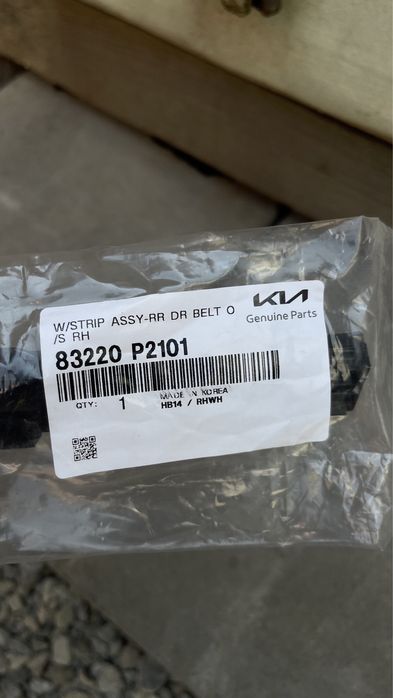 W/STRIP ASSY-RR DR BELT O
/S RH
KIA
Genuine Parts
83220 P2101
QTY: 1
MADE IN KOREA
HB14 / RHWH